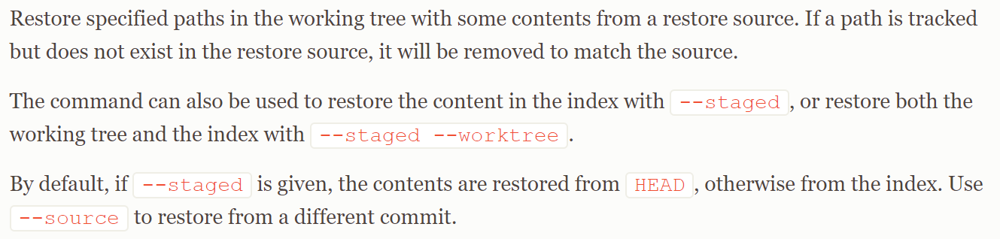 Restore specified paths in the working tree with some contents from a restore source. If a path is tracked
but does not exist in the restore source, it will be removed to match the source.
The command can also be used to restore the content in the index with --staged, or restore both the
working tree and the index with --staged --worktree.
By default, if --staged is given, the contents are restored from HEAD, otherwise from the index. Use
--source to restore from a different commit.